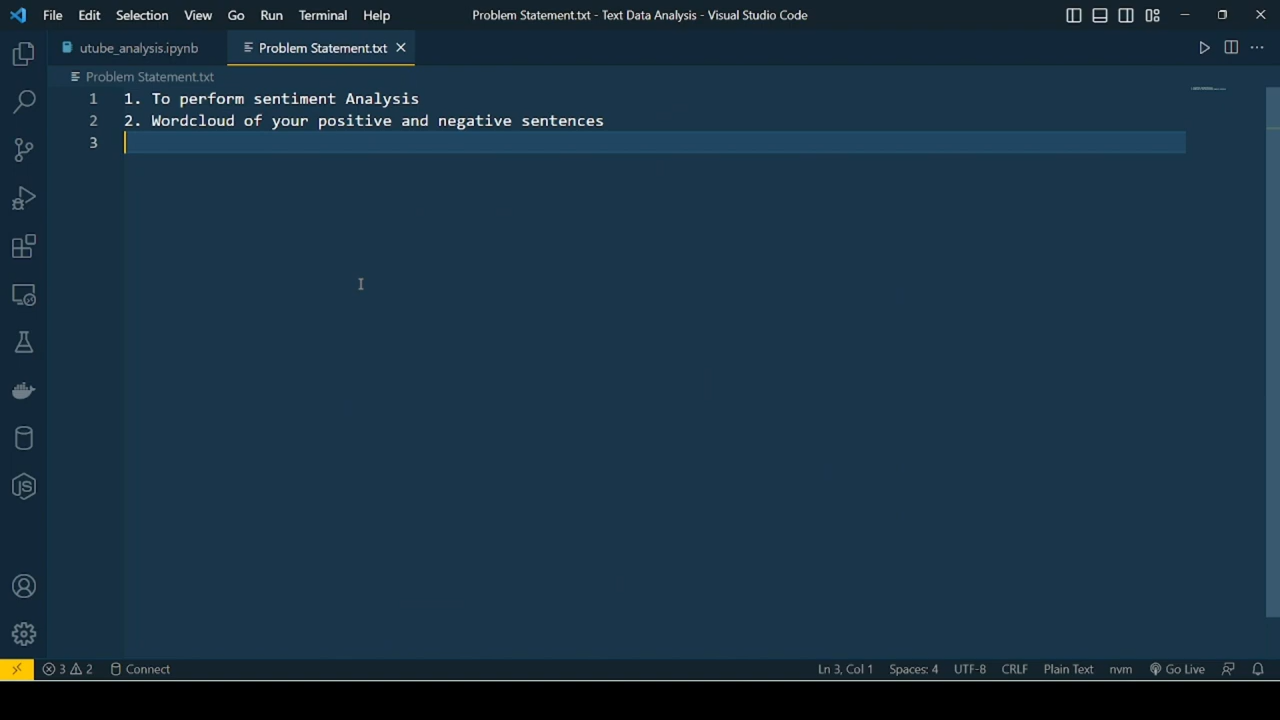 File Edit Selection View Go Run Terminal Help Problem Statement.txt - Text Data Analysis - Visual Studio Code
utube_analysis.ipynb Problem Statement.txt
Problem Statement.txt
1 1. To perform sentiment Analysis
2 2. Wordcloud of your positive and negative sentences
3
JS
3 2 Connect Ln 3, Col 1 Spaces: 4 UTF-8 CRLF Plain Text nvm Go Live